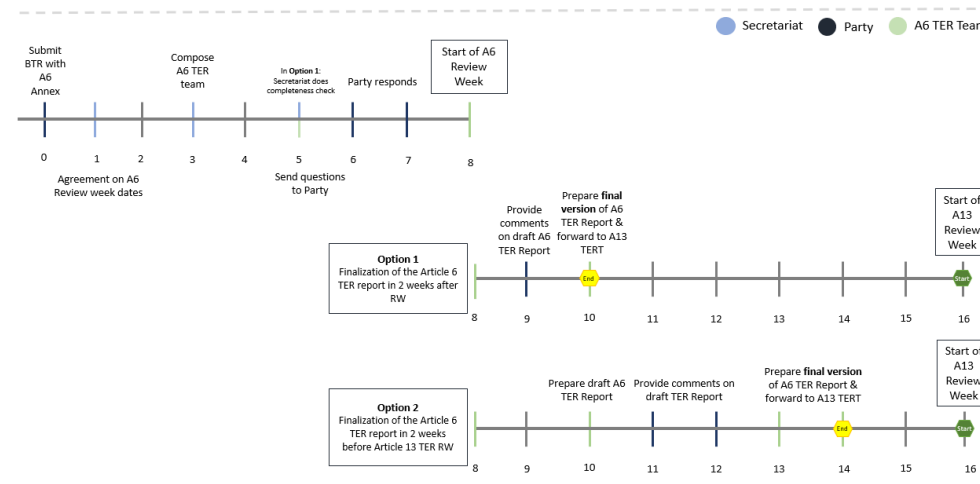 Secretariat
Party
A6 TER Team
Submit
BTR with
A6
Annex
Compose
A6 TER
team
In Option 1:
Secretariat does
completeness check
Party responds
Start of A6
Review
Week
0
1
2
3
4
5
6
7
8
Agreement on A6
Review week dates
Send questions
to Party
Option 1
Finalization of the Article 6
TER report in 2 weeks after
RW
Provide
comments
on draft A6
TER Report
Prepare final
version of A6
TER Report &
forward to A13
TERT
Start of
A13
Review
Week
End
Start
8
9
10
11
12
13
14
15
16
Option 2
Finalization of the Article 6
TER report in 2 weeks
before Article 13 TER RW
Prepare draft A6
TER Report
Provide comments on
draft TER Report
Prepare final version
of A6 TER Report &
forward to A13 TERT
Start of
A13
Review
Week
End
Start
8
9
10
11
12
13
14
15
16